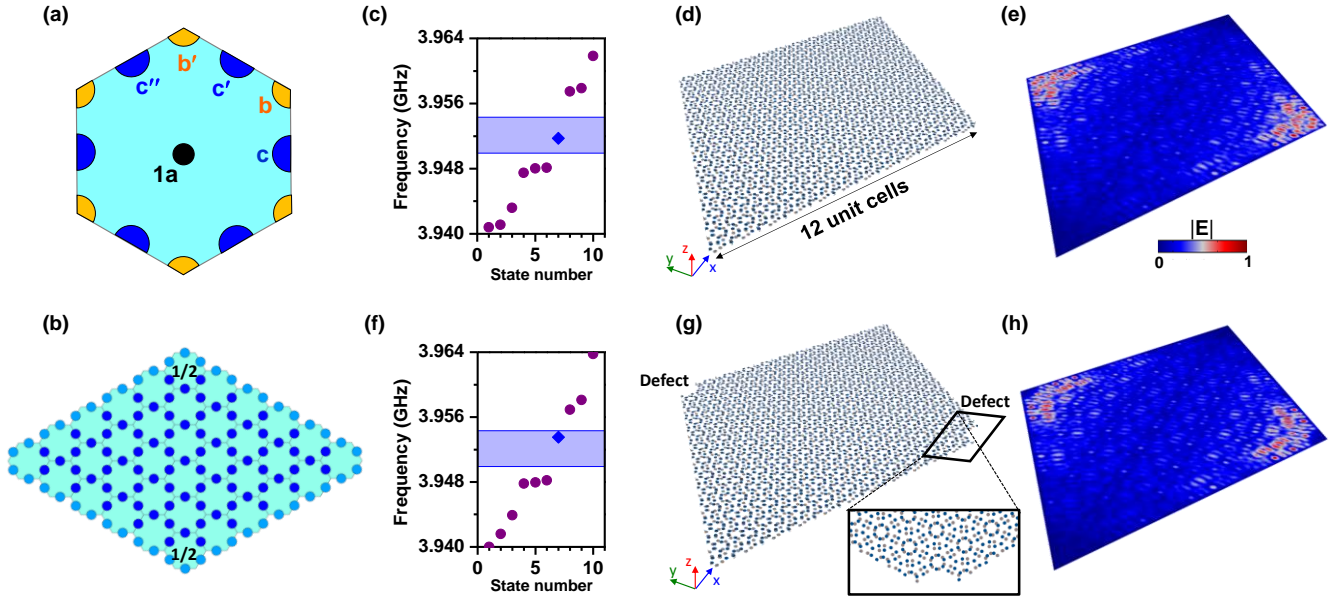 (a)
b′
c″
c′
b
c
1a
(b)
1/2
1/2
(c)
Frequency (GHz)
3.964
3.956
3.948
3.940
0
5
10
State number
(d)
12 unit cells
z
y
x
(e)
|E|
0
1
(f)
Frequency (GHz)
3.964
3.956
3.948
3.940
0
5
10
State number
(g)
Defect
Defect
z
y
x
(h)